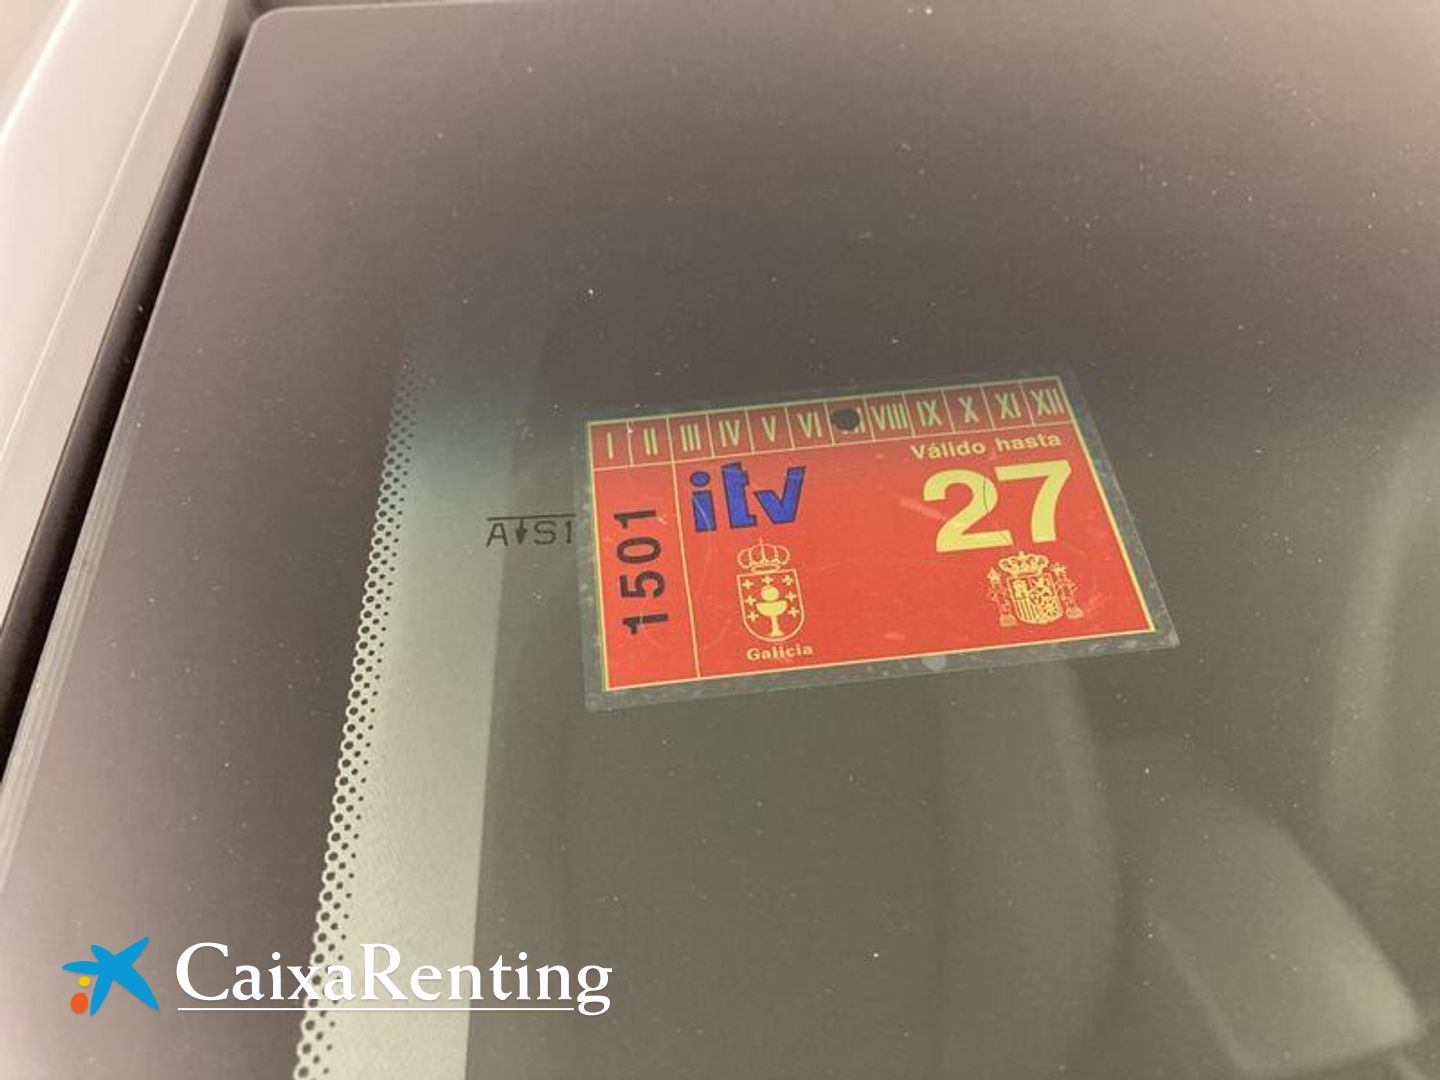 I II III IV V VI VIII IX X XI XII
Válido hasta
itv
27
1501
Galicia
A S1
CaixaRenting